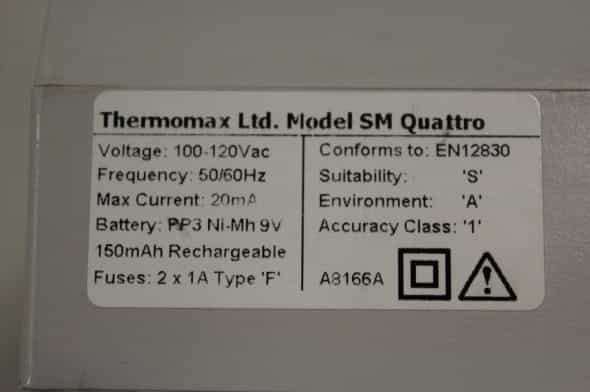 Thermomax Ltd. Model SM Quattro
Voltage: 100-120Vac
Frequency: 50/60Hz
Max Current: 20mA
Battery: PP3 Ni-Mh 9V
150mAh Rechargeable
Fuses: 2 x 1A Type 'F'
Conforms to: EN12830
Suitability: 'S'
Environment: 'A'
Accuracy Class: '1'
A8166A